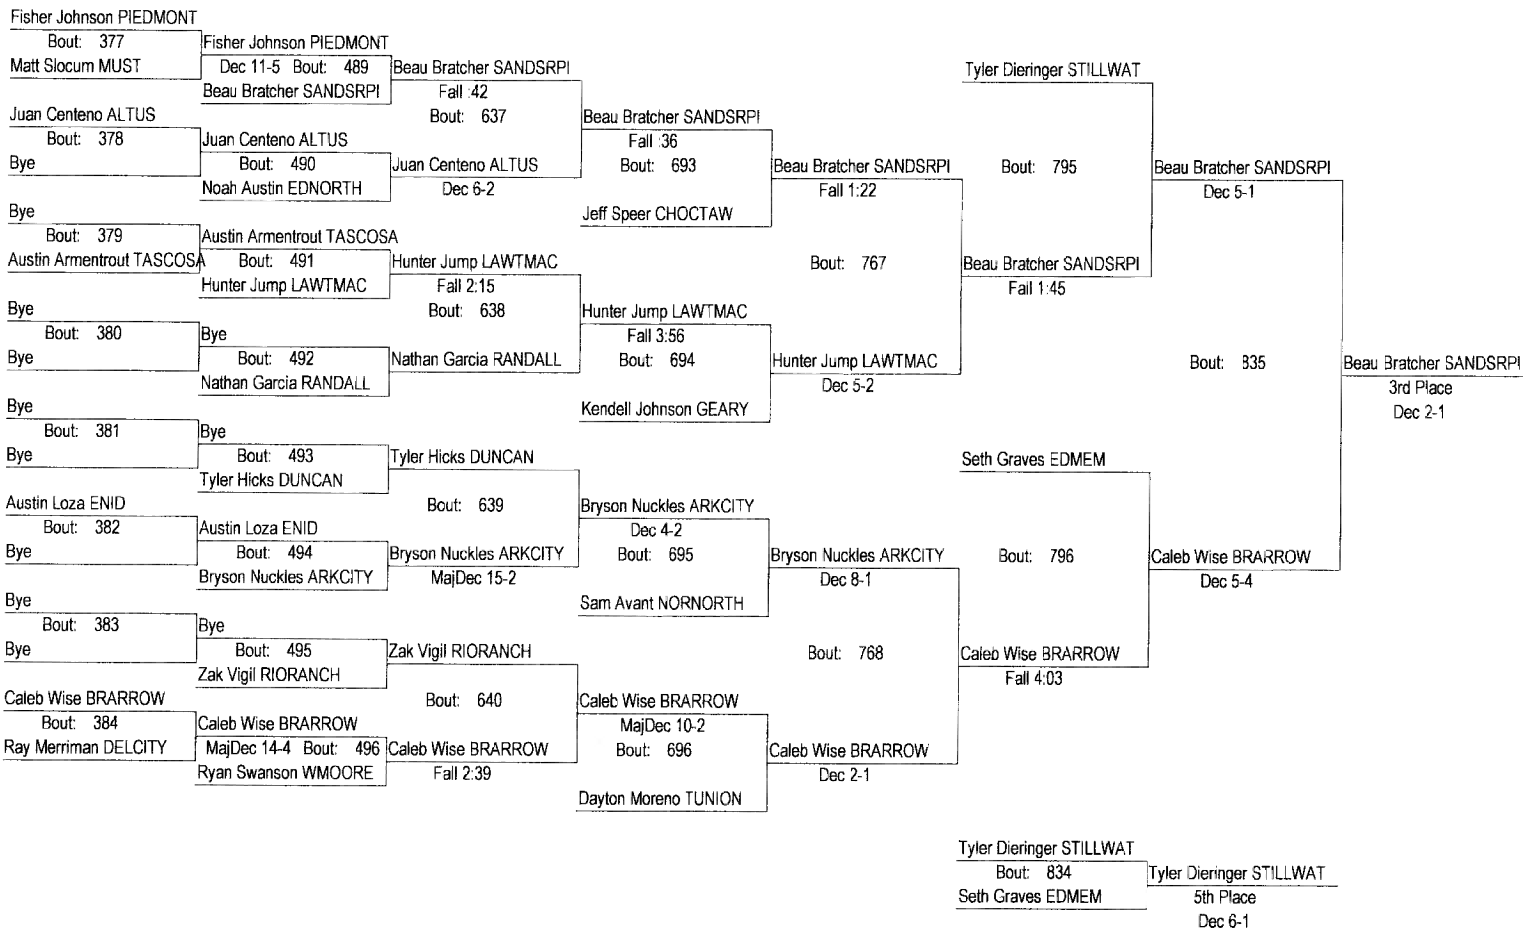 Fisher Johnson PIEDMONT
Bout: 377
Matt Slocum MUST
Juan Centeno ALTUS
Bout: 378
Bye
Bye
Bout: 379
Austin Armentrout TASCOSA
Bye
Bout: 380
Bye
Bye
Bout: 381
Bye
Austin Loza ENID
Bout: 382
Bye
Bye
Bout: 383
Bye
Caleb Wise BRARROW
Bout: 384
Ray Merriman DELCITY
Fisher Johnson PIEDMONT
Dec 11-5 Bout: 489
Beau Bratcher SANDSRPI
Juan Centeno ALTUS
Bout: 490
Noah Austin EDNORTH
Austin Armentrout TASCOSA
Bout: 491
Hunter Jump LAWTMAC
Bye
Bout: 492
Nathan Garcia RANDALL
Bye
Bout: 493
Tyler Hicks DUNCAN
Austin Loza ENID
Bout: 494
Bryson Nuckles ARKCITY
Bye
Bout: 495
Zak Vigil RIORANCH
Caleb Wise BRARROW
MajDec 14-4 Bout: 496
Ryan Swanson WMOORE
Beau Bratcher SANDSRPI
Fall :42
Bout: 637
Juan Centeno ALTUS
Dec 6-2
Hunter Jump LAWTMAC
Fall 2:15
Bout: 638
Nathan Garcia RANDALL
Tyler Hicks DUNCAN
Bout: 639
Bryson Nuckles ARKCITY
MajDec 15-2
Zak Vigil RIORANCH
Bout: 640
Caleb Wise BRARROW
Fall 2:39
Beau Bratcher SANDSRPI
Fall :36
Bout: 693
Jeff Speer CHOCTAW
Hunter Jump LAWTMAC
Fall 3:56
Bout: 694
Kendell Johnson GEARY
Bryson Nuckles ARKCITY
Dec 4-2
Bout: 695
Sam Avant NORNORTH
Caleb Wise BRARROW
MajDec 10-2
Bout: 696
Dayton Moreno TUNION
Beau Bratcher SANDSRPI
Fall 1:22
Bout: 767
Hunter Jump LAWTMAC
Dec 5-2
Bryson Nuckles ARKCITY
Dec 8-1
Bout: 768
Caleb Wise BRARROW
Dec 2-1
Tyler Dieringer STILLWAT
Bout: 795
Beau Bratcher SANDSRPI
Fall 1:45
Seth Graves EDMEM
Bout: 796
Caleb Wise BRARROW
Fall 4:03
Beau Bratcher SANDSRPI
Dec 5-1
Bout: 835
Caleb Wise BRARROW
Dec 5-4
Beau Bratcher SANDSRPI
3rd Place
Dec 2-1
Tyler Dieringer STILLWAT
Bout: 834
Seth Graves EDMEM
Tyler Dieringer STILLWAT
5th Place
Dec 6-1